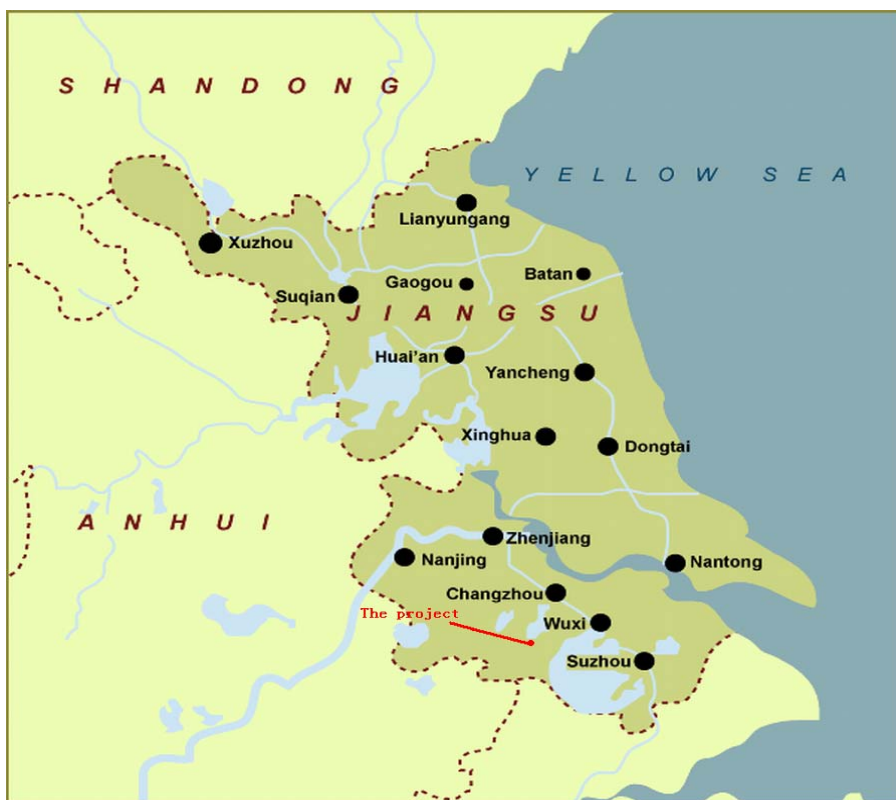 SHANDONG
YELLOW SEA
Lianyungang
Xuzhou
Batan
Gaogou
Suqian
JIANGSU
Huai'an
Yancheng
Xinghua
Dongtai
ANHUI
Zhenjiang
Nanjing
Nantong
Changzhou
The project
Wuxi
Suzhou